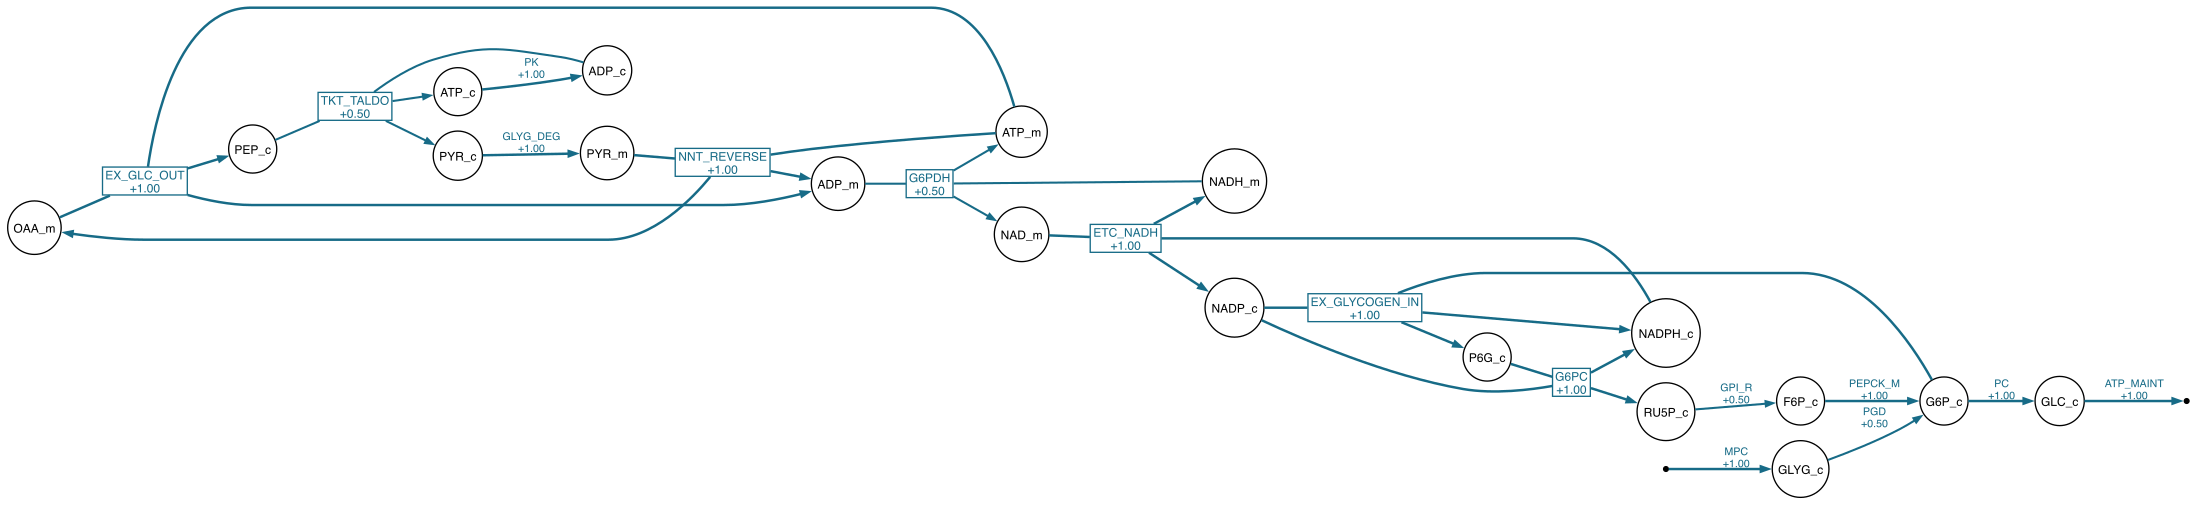 ADP_c
PK
+1.00
ATP_c
TKT_TALDO
+0.50
PEP_c
PYR_c
GLYG_DEG
+1.00
PYR_m
NNT_REVERSE
+1.00
ATP_m
EX_GLC_OUT
+1.00
OAA_m
ADP_m
G6PDH
+0.50
NADH_m
NAD_m
ETC_NADH
+1.00
NADP_c
EX_GLYCOGEN_IN
+1.00
NADPH_c
P6G_c
G6PC
+1.00
RU5P_c
GPI_R
+0.50
F6P_c
PEPCK_M
+1.00
PGD
+0.50
G6P_c
PC
+1.00
GLC_c
ATP_MAINT
+1.00
MPC
+1.00
GLYG_c